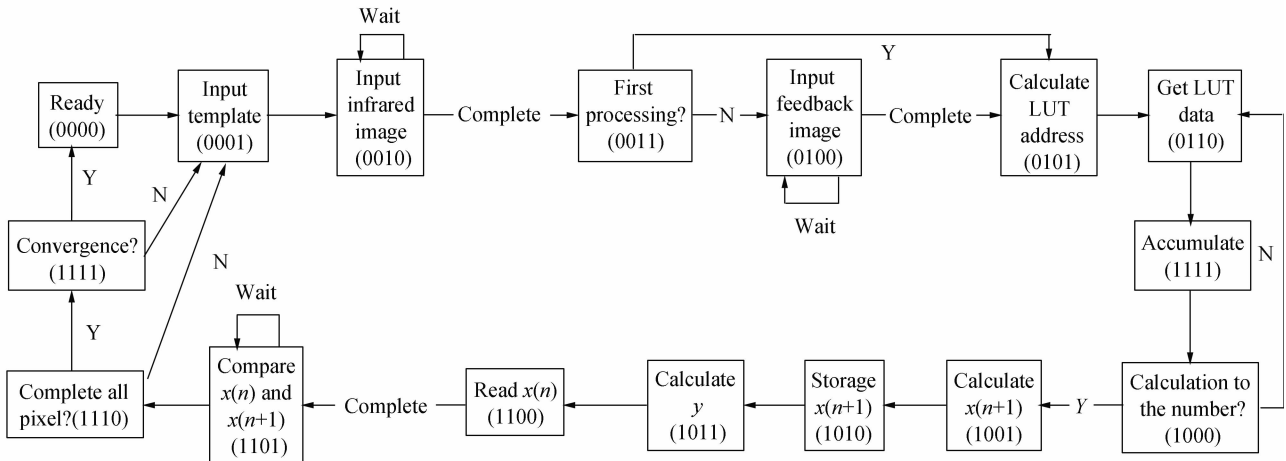 Wait
Y
Ready
(0000)
Input
template
(0001)
Input
infrared
image
(0010)
Complete
First
processing?
(0011)
N
Input
feedback
image
(0100)
Wait
Complete
Calculate
LUT
address
(0101)
Get LUT
data
(0110)
Y
N
Convergence?
(1111)
N
Accumulate
(1111)
N
Wait
Y
Complete all
pixel?(1110)
Compare
x(n) and
x(n+1)
(1101)
Complete
Read x(n)
(1100)
Calculate
y
(1011)
Storage
x(n+1)
(1010)
Calculate
x(n+1)
(1001)
Y
Calculation to
the number?
(1000)